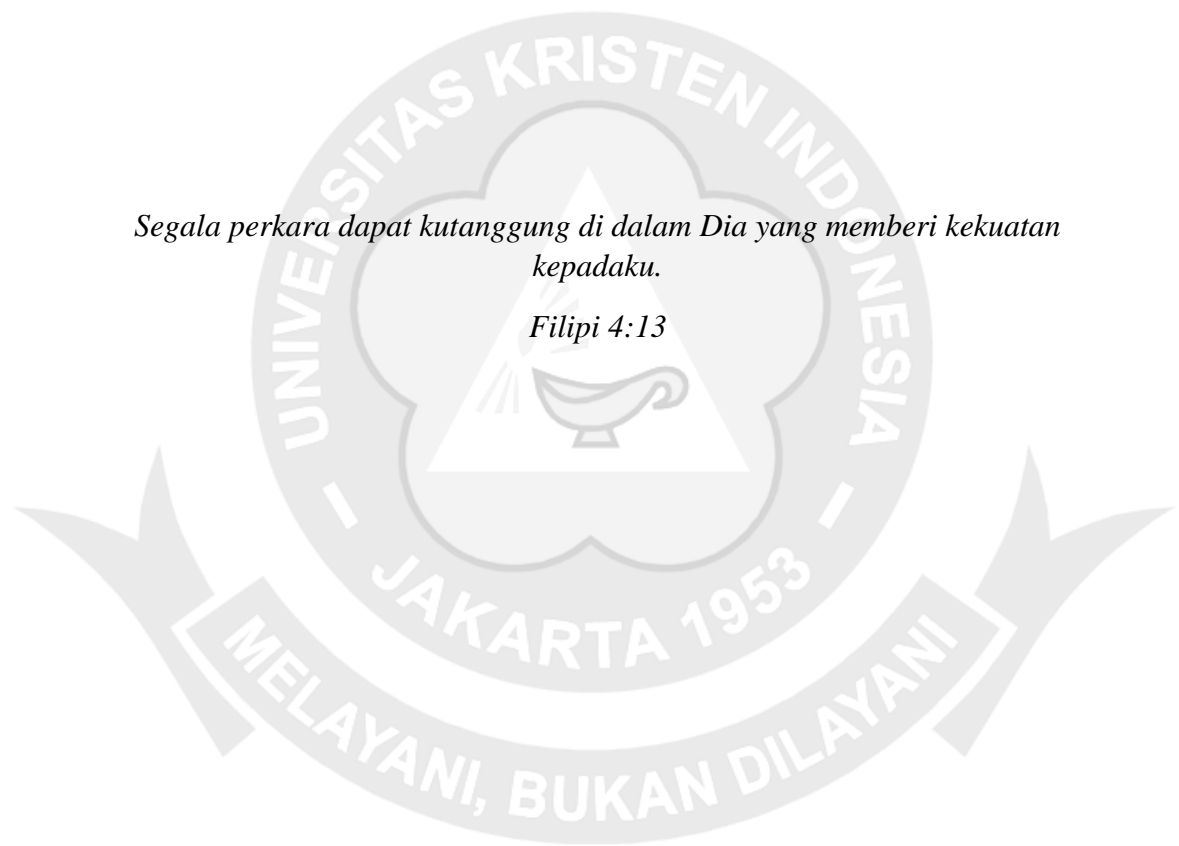 UNIVERSITAS KRISTEN INDONESIA
Segala perkara dapat kutanggung di dalam Dia yang memberi kekuatan
kepadaku.
Filipi 4:13
- JAKARTA 1953 -
MELAYANI, BUKAN DILAYANI